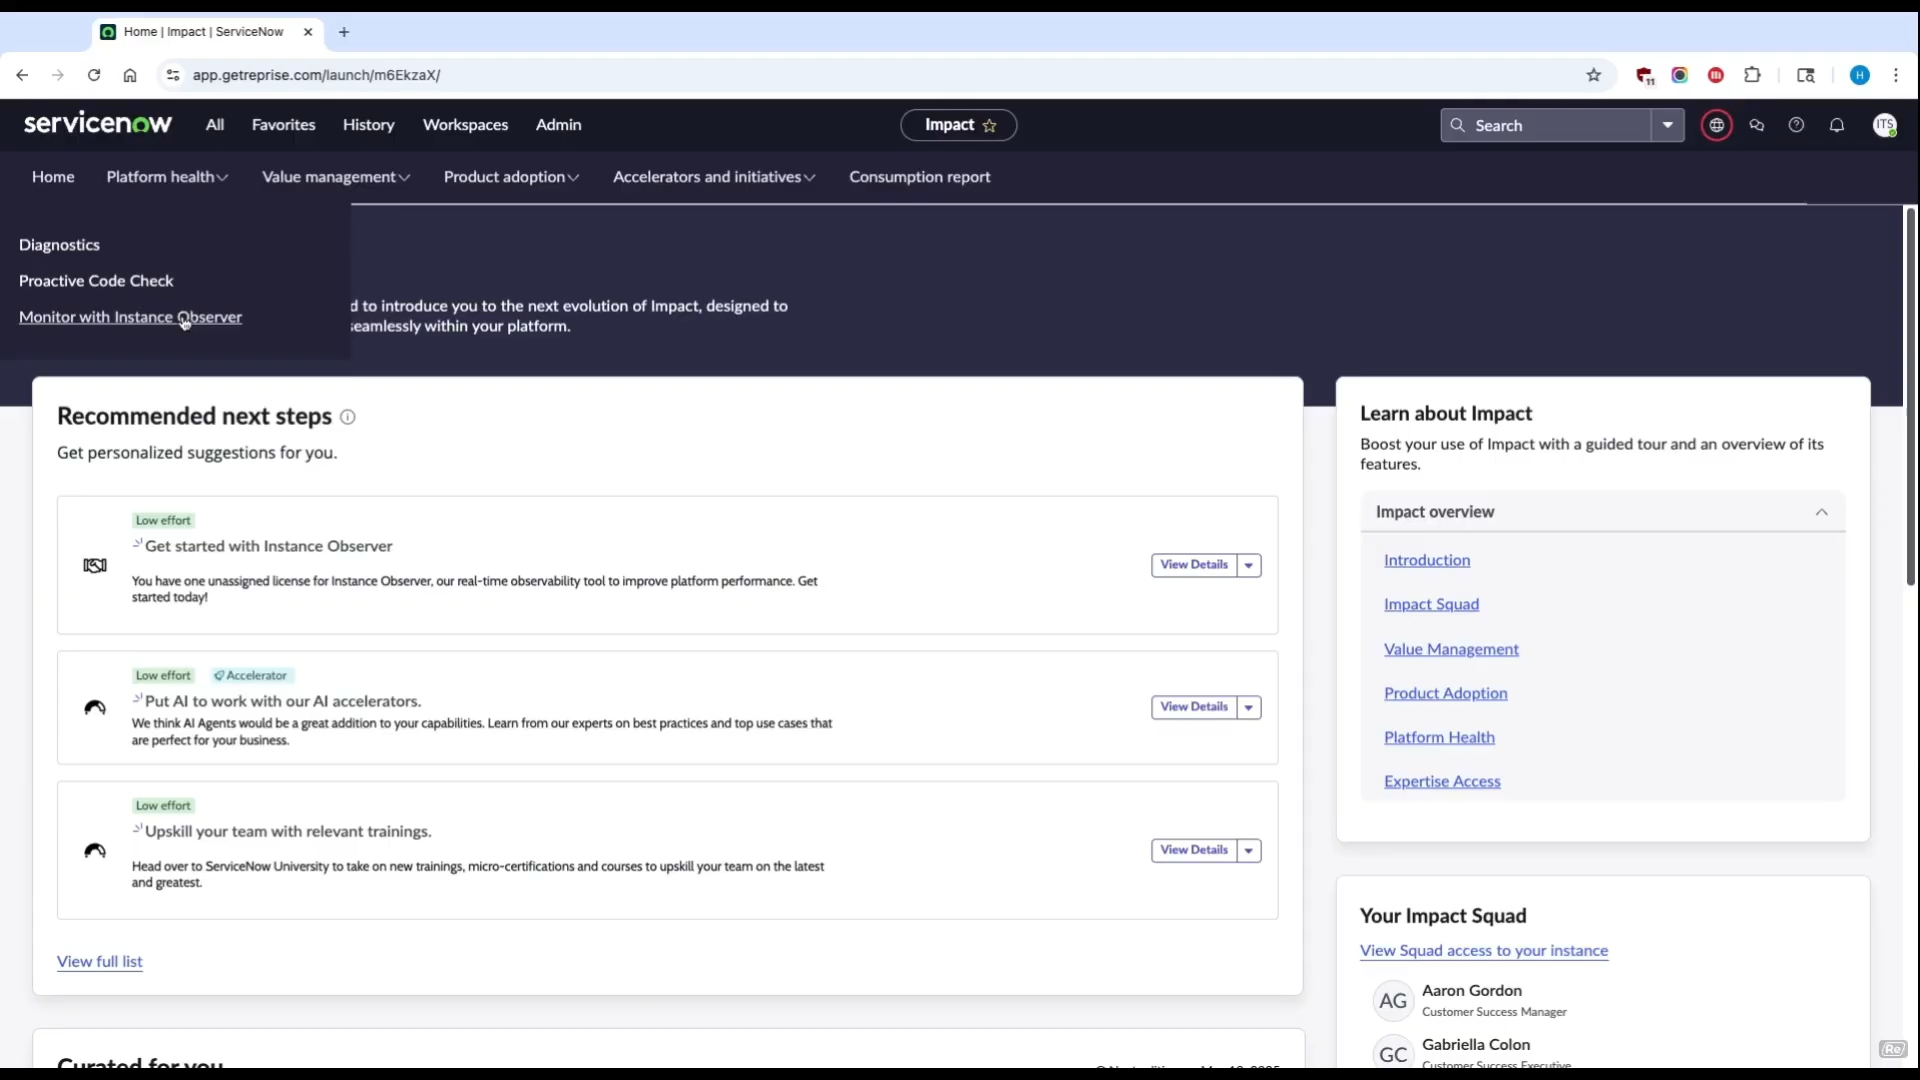 Home | Impact | ServiceNow
app.getreprise.com/launch/m6EkzaX/
11
H
servicenow
All
Favorites
History
Workspaces
Admin
Impact
Search
ITS
Home
Platform health
Value management
Product adoption
Accelerators and initiatives
Consumption report
Diagnostics
Proactive Code Check
Monitor with Instance Observer
d to introduce you to the next evolution of Impact, designed to
seamlessly within your platform.
Recommended next steps
Get personalized suggestions for you.
Low effort
Get started with Instance Observer
You have one unassigned license for Instance Observer, our real-time observability tool to improve platform performance. Get
started today!
View Details
Low effort
Accelerator
Put AI to work with our AI accelerators.
We think AI Agents would be a great addition to your capabilities. Learn from our experts on best practices and top use cases that
are perfect for your business.
View Details
Low effort
Upskill your team with relevant trainings.
Head over to ServiceNow University to take on new trainings, micro-certifications and courses to upskill your team on the latest
and greatest.
View Details
View full list
Learn about Impact
Boost your use of Impact with a guided tour and an overview of its
features.
Impact overview
Introduction
Impact Squad
Value Management
Product Adoption
Platform Health
Expertise Access
Your Impact Squad
View Squad access to your instance
AG
Aaron Gordon
Customer Success Manager
GC
Gabriella Colon
Customer Success Executive
Curated for you
{Re}